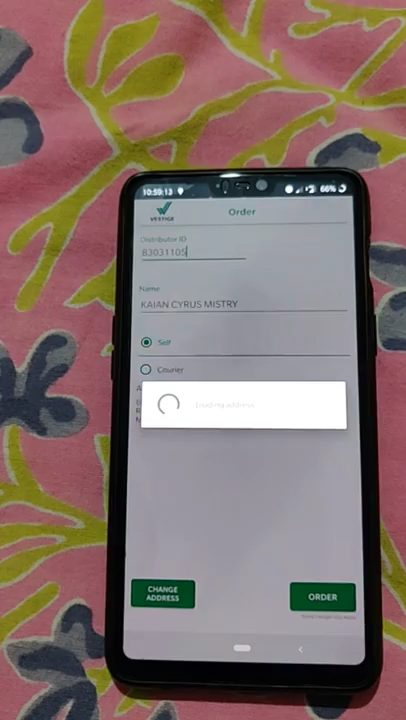 10:59:13
66%
VESTIGE
Order
Distributor ID
83031105
Name
KAIAN CYRUS MISTRY
Self
Courier
Loading address
CHANGE
ADDRESS
ORDER